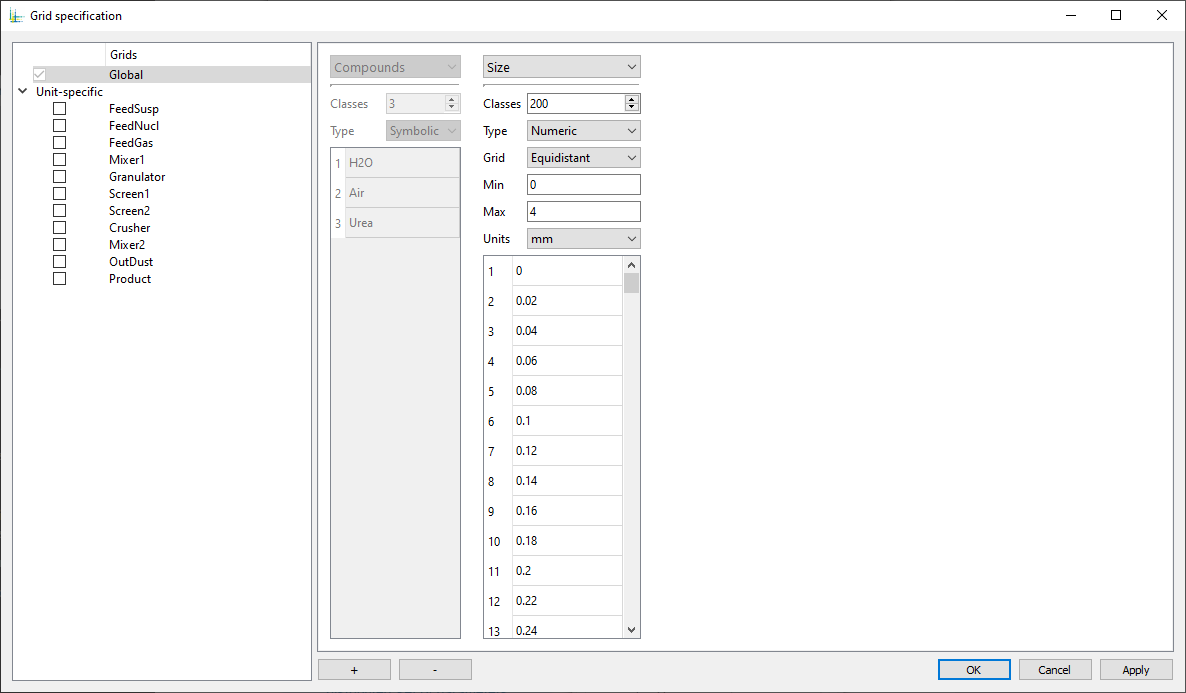 Grid specification
Grids
Global
Unit-specific
FeedSusp
FeedNucl
FeedGas
Mixer1
Granulator
Screen1
Screen2
Crusher
Mixer2
OutDust
Product
Compounds
Classes 3
Type Symbolic
1 H2O
2 Air
3 Urea
Size
Classes 200
Type Numeric
Grid Equidistant
Min 0
Max 4
Units mm
1 0
2 0.02
3 0.04
4 0.06
5 0.08
6 0.1
7 0.12
8 0.14
9 0.16
10 0.18
11 0.2
12 0.22
13 0.24
+ - OK Cancel Apply